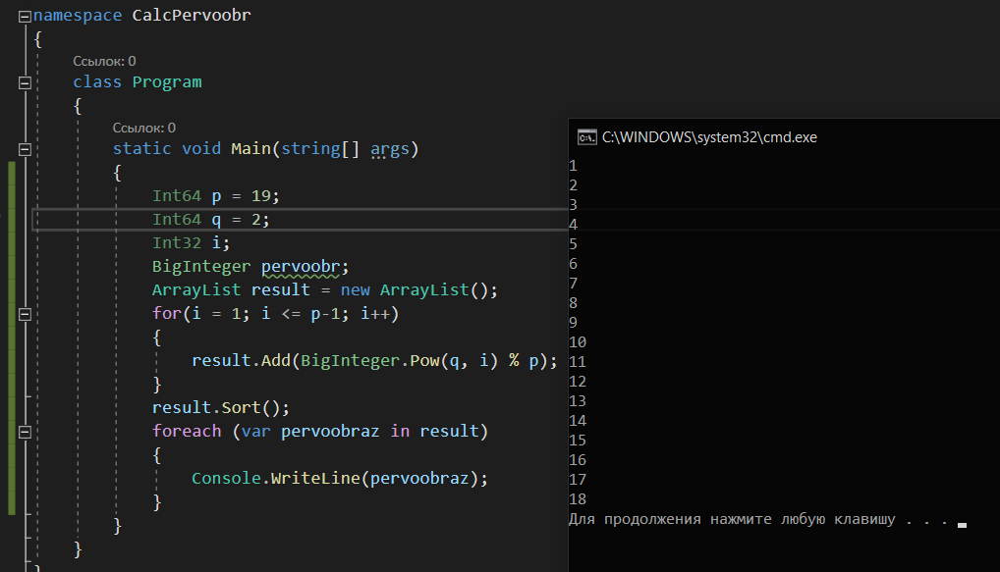 namespace CalcPervoobr
{
Ссылок: 0
class Program
{
Ссылок: 0
static void Main(string[] args)
{
Int64 p = 19;
Int64 q = 2;
Int32 i;
BigInteger pervoobr;
ArrayList result = new ArrayList();
for(i = 1; i <= p-1; i++)
{
result.Add(BigInteger.Pow(q, i) % p);
}
result.Sort();
foreach (var pervoobraz in result)
{
Console.WriteLine(pervoobraz);
}
}
}
}
C:\WINDOWS\system32\cmd.exe
1
2
3
4
5
6
7
8
9
10
11
12
13
14
15
16
17
18
Для продолжения нажмите любую клавишу . . .